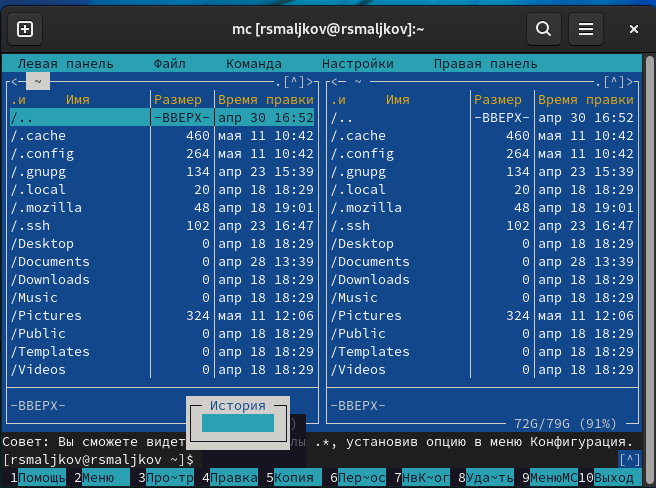 mc [rsmaljkov@rsmaljkov]:~
Левая панель Файл Команда Настройки Правая панель
<— ~ .[^]> <— ~ .[^]>
.и Имя Размер Время правки .и Имя Размер Время правки
/.. -ВВЕРХ- апр 30 16:52 /.. -ВВЕРХ- апр 30 16:52
/.cache 460 мая 11 10:42 /.cache 460 мая 11 10:42
/.config 264 мая 11 10:42 /.config 264 мая 11 10:42
/.gnupg 134 апр 23 15:39 /.gnupg 134 апр 23 15:39
/.local 20 апр 18 18:29 /.local 20 апр 18 18:29
/.mozilla 48 апр 18 19:01 /.mozilla 48 апр 18 19:01
/.ssh 102 апр 23 16:47 /.ssh 102 апр 23 16:47
/Desktop 0 апр 18 18:29 /Desktop 0 апр 18 18:29
/Documents 0 апр 28 13:39 /Documents 0 апр 28 13:39
/Downloads 0 апр 18 18:29 /Downloads 0 апр 18 18:29
/Music 0 апр 18 18:29 /Music 0 апр 18 18:29
/Pictures 324 мая 11 12:06 /Pictures 324 мая 11 12:06
/Public 0 апр 18 18:29 /Public 0 апр 18 18:29
/Templates 0 апр 18 18:29 /Templates 0 апр 18 18:29
/Videos 0 апр 18 18:29 /Videos 0 апр 18 18:29
-ВВЕРХ- История -ВВЕРХ-
72G/79G (91%)
Совет: Вы сможете видет лы .*, установив опцию в меню Конфигурация.
[rsmaljkov@rsmaljkov ~]$ [^]
1Помощь 2Меню 3Про~тр 4Правка 5Копия 6Пер~ос 7НвК~ог 8Уда~ть 9МенюMC 10Выход